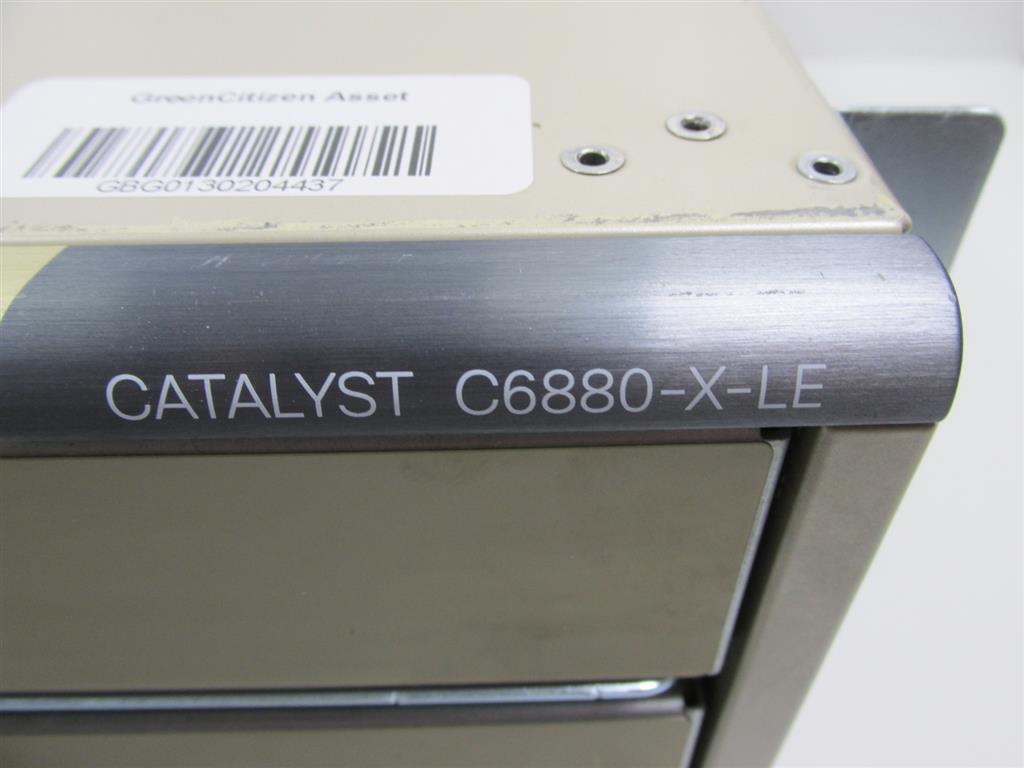 GreenCitizen Asset
GBG0130204437
CATALYST C6880-X-LE